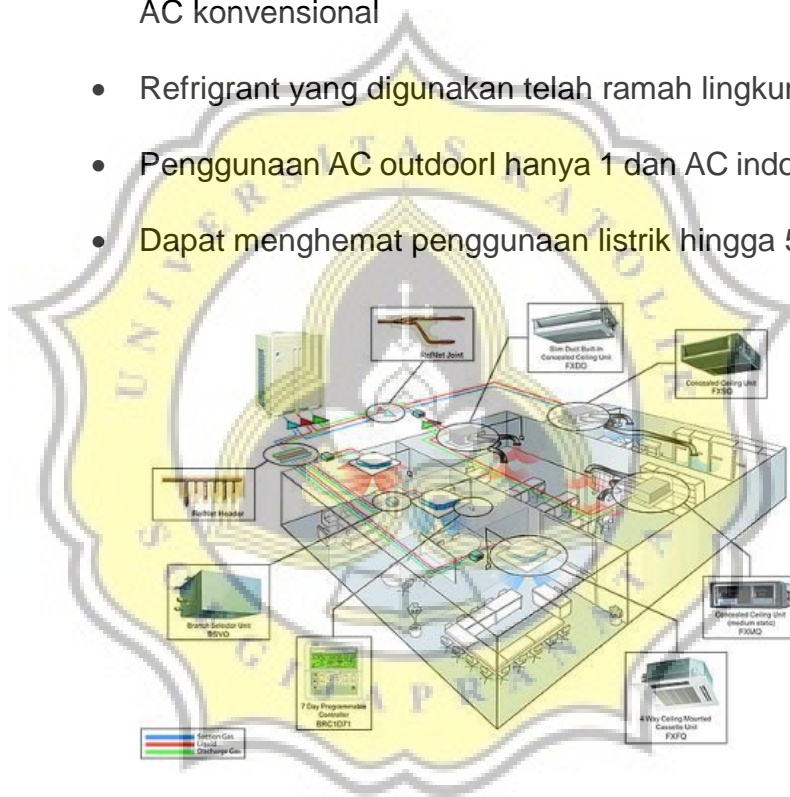 AC konvensional
• Refrigrant yang digunakan telah ramah
• Penggunaan AC outdoorl hanya 1 dan AC
• Dapat menghemat penggunaan listrik hingga
UNIVERSITAS KATOLIK
SOEGIJAPRANATA
RefNet Joint
Slim Duct Built-In
Concealed Ceiling Unit
FXDQ
Concealed Ceiling Unit
FXSQ
RefNet Header
Branch Selector Unit
BSVQ
7 Day Programmable
Controller
BRC1D71
Concealed Ceiling Unit
(medium static)
FXMQ
4 Way Ceiling Mounted
Cassette Unit
FXFQ
Suction Gas
Liquid
Discharge Gas